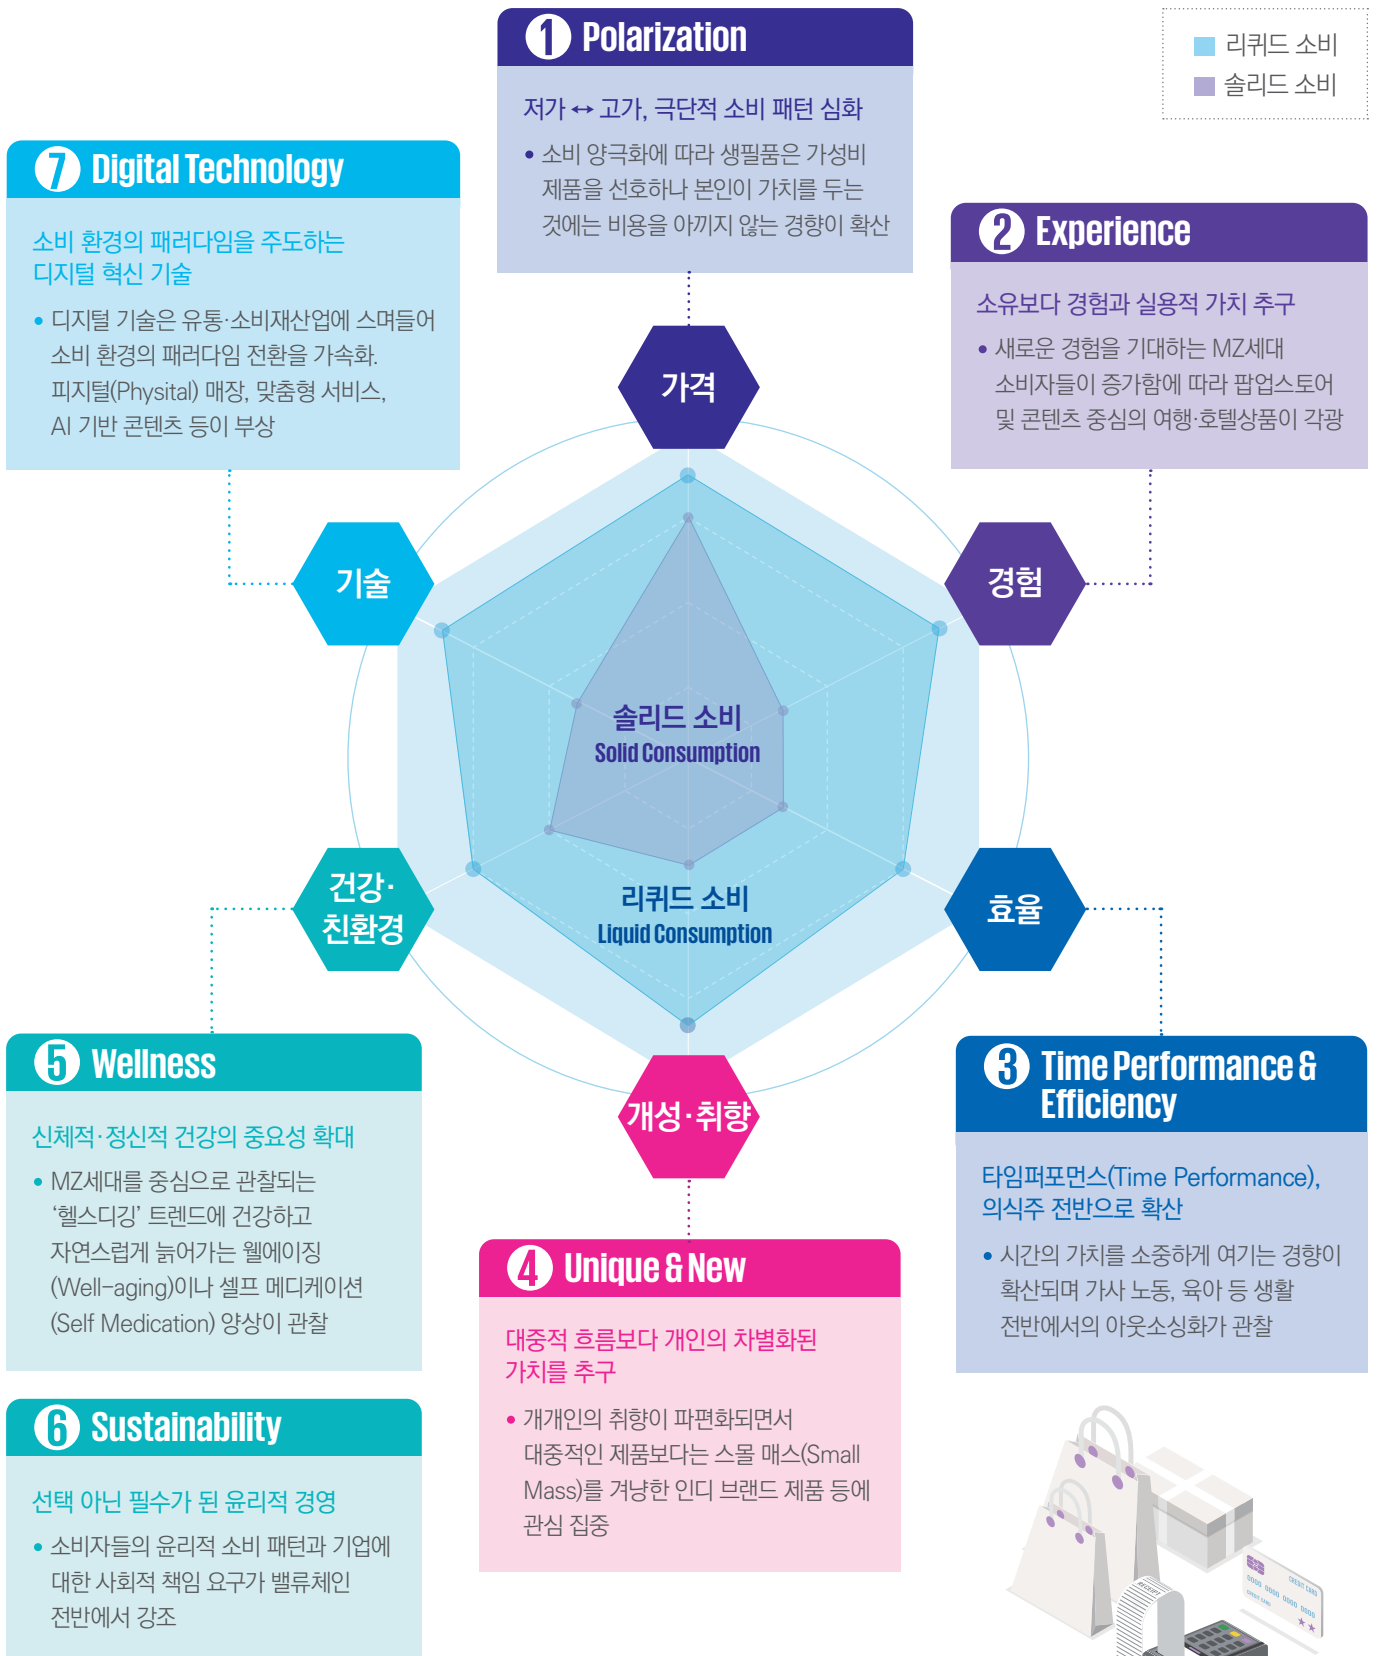 리퀴드 소비
솔리드 소비
1 Polarization
저가 ↔ 고가, 극단적 소비 패턴 심화
• 소비 양극화에 따라 생필품은 가성비
제품을 선호하나 본인이 가치를 두는
것에는 비용을 아끼지 않는 경향이 확산
2 Experience
소유보다 경험과 실용적 가치 추구
• 새로운 경험을 기대하는 MZ세대
소비자들이 증가함에 따라 팝업스토어
및 콘텐츠 중심의 여행·호텔상품이 각광
7 Digital Technology
소비 환경의 패러다임을 주도하는
디지털 혁신 기술
• 디지털 기술은 유통·소비재산업에 스며들어
소비 환경의 패러다임 전환을 가속화.
피지털(Physital) 매장, 맞춤형 서비스,
AI 기반 콘텐츠 등이 부상
가격
경험
기술
솔리드 소비
Solid Consumption
리퀴드 소비
Liquid Consumption
건강·
친환경
효율
개성·취향
5 Wellness
신체적·정신적 건강의 중요성 확대
• MZ세대를 중심으로 관찰되는
‘헬스디깅’ 트렌드에 건강하고
자연스럽게 늙어가는 웰에이징
(Well-aging)이나 셀프 메디케이션
(Self Medication) 양상이 관찰
3 Time Performance &
Efficiency
타임퍼포먼스(Time Performance),
의식주 전반으로 확산
• 시간의 가치를 소중하게 여기는 경향이
확산되며 가사 노동, 육아 등 생활
전반에서의 아웃소싱화가 관찰
4 Unique & New
대중적 흐름보다 개인의 차별화된
가치를 추구
• 개개인의 취향이 파편화되면서
대중적인 제품보다는 스몰 매스(Small
Mass)를 겨냥한 인디 브랜드 제품 등에
관심 집중
6 Sustainability
선택 아닌 필수가 된 윤리적 경영
• 소비자들의 윤리적 소비 패턴과 기업에
대한 사회적 책임 요구가 밸류체인
전반에서 강조
CREDIT CARD
0000 0000 0000 0000
CREDIT CARD
RECEIPT